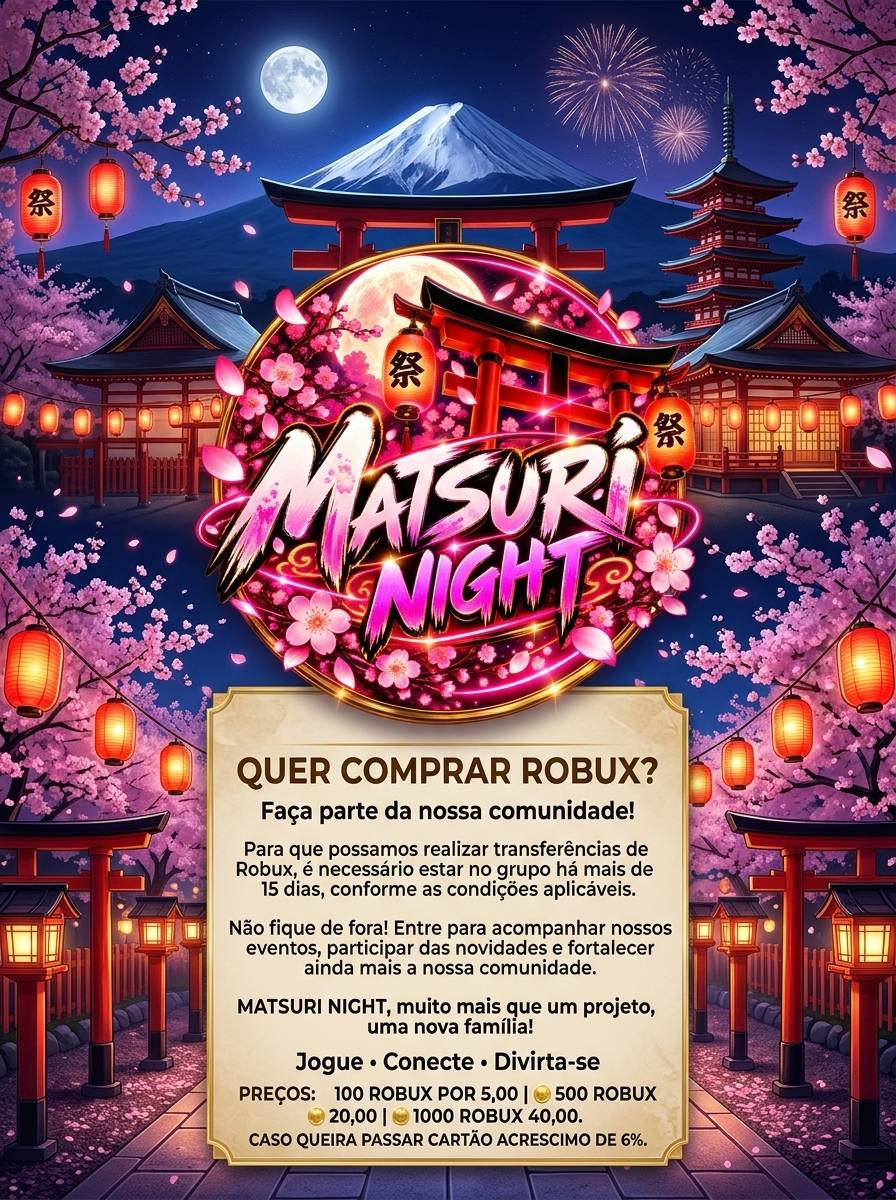 祭
祭
祭
祭
MATSURI
NIGHT
QUER COMPRAR ROBUX?
Faça parte da nossa comunidade!
Para que possamos realizar transferências de
Robux, é necessário estar no grupo há mais de
15 dias, conforme as condições aplicáveis.
Não fique de fora! Entre para acompanhar nossos
eventos, participar das novidades e fortalecer
ainda mais a nossa comunidade.
MATSURI NIGHT, muito mais que um projeto,
uma nova família!
Jogue • Conecte • Divirta-se
PREÇOS: 100 ROBUX POR 5,00 | 500 ROBUX
20,00 | 1000 ROBUX 40,00.
CASO QUEIRA PASSAR CARTÃO ACRESCIMO DE 6%.